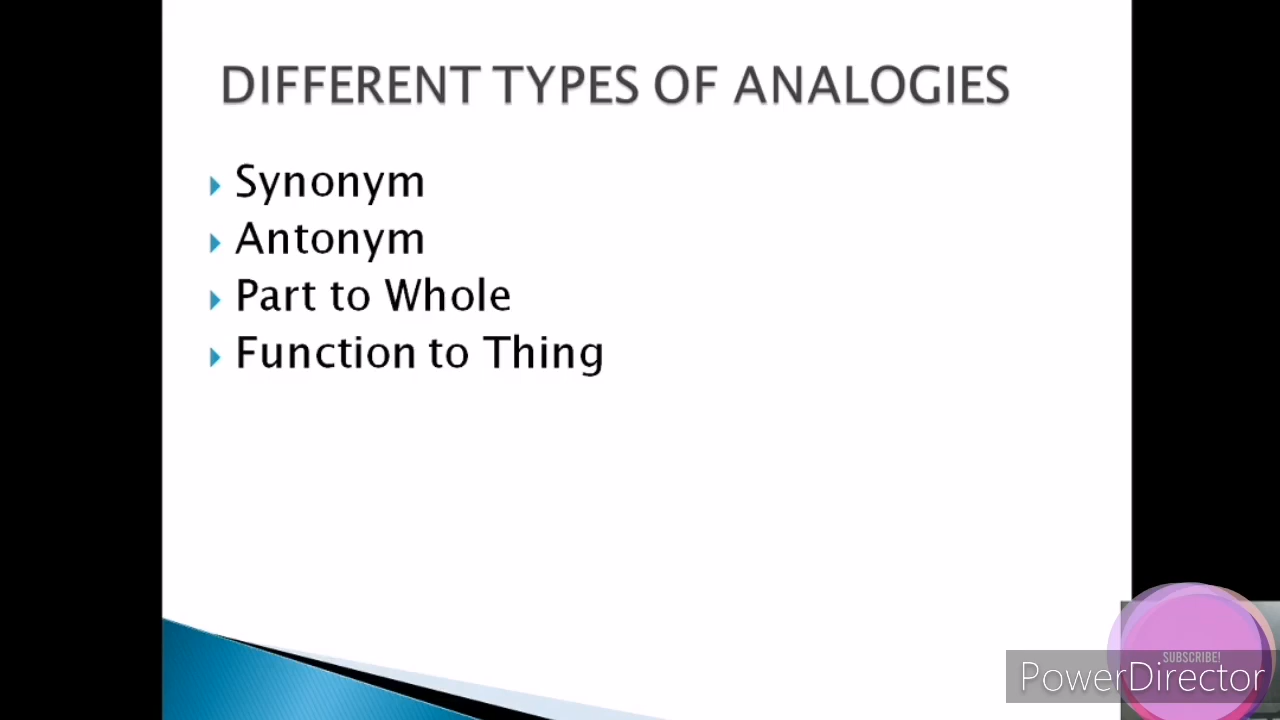 DIFFERENT TYPES OF ANALOGIES
Synonym
Antonym
Part to Whole
Function to Thing
SUBSCRIBE!
PowerDirector